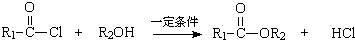 O O
R₁—C—Cl + R₂OH 一定条件 R₁—C—OR₂ + HCl